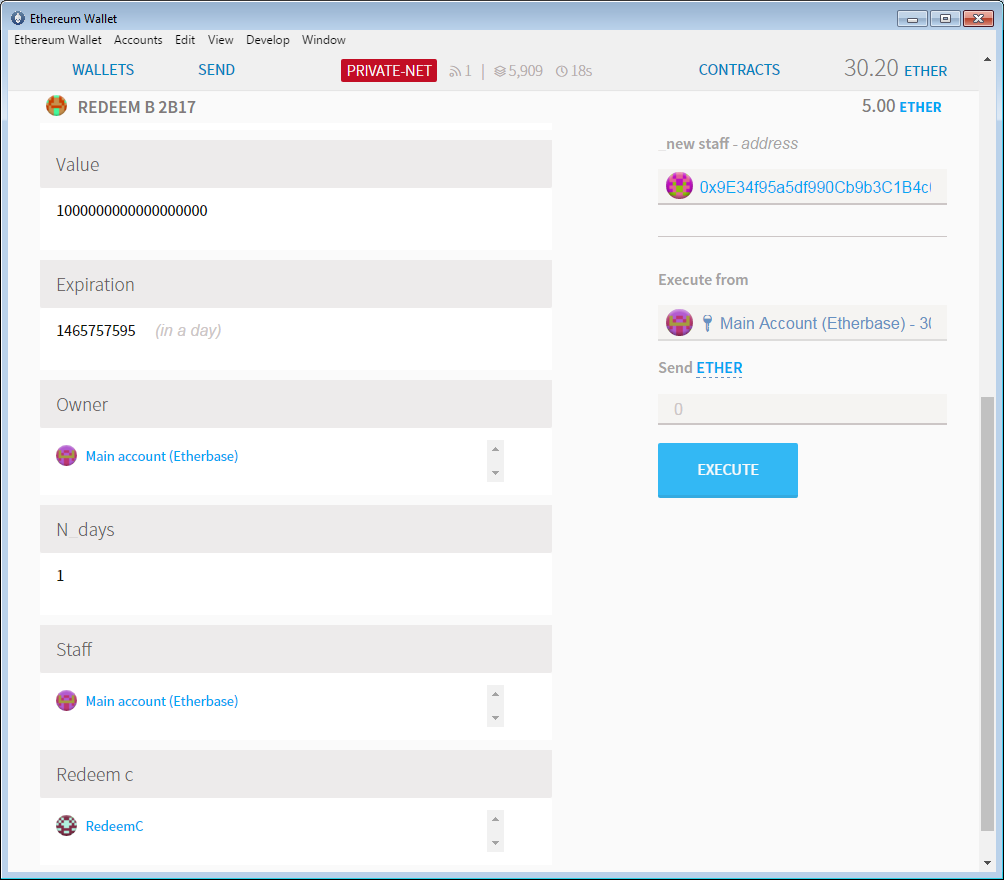 Ethereum Wallet
Ethereum Wallet Accounts Edit View Develop Window
WALLETS SEND PRIVATE-NET 1 | 5,909 18s CONTRACTS 30.20 ETHER
REDEEM B 2B17 5.00 ETHER
Value
1000000000000000000
Expiration
1465757595 (in a day)
Owner
Main account (Etherbase)
N_days
1
Staff
Main account (Etherbase)
Redeem c
RedeemC
_new staff - address
0x9E34f95a5df990Cb9b3C1B4c
Execute from
Main Account (Etherbase) - 30
Send ETHER
0
EXECUTE